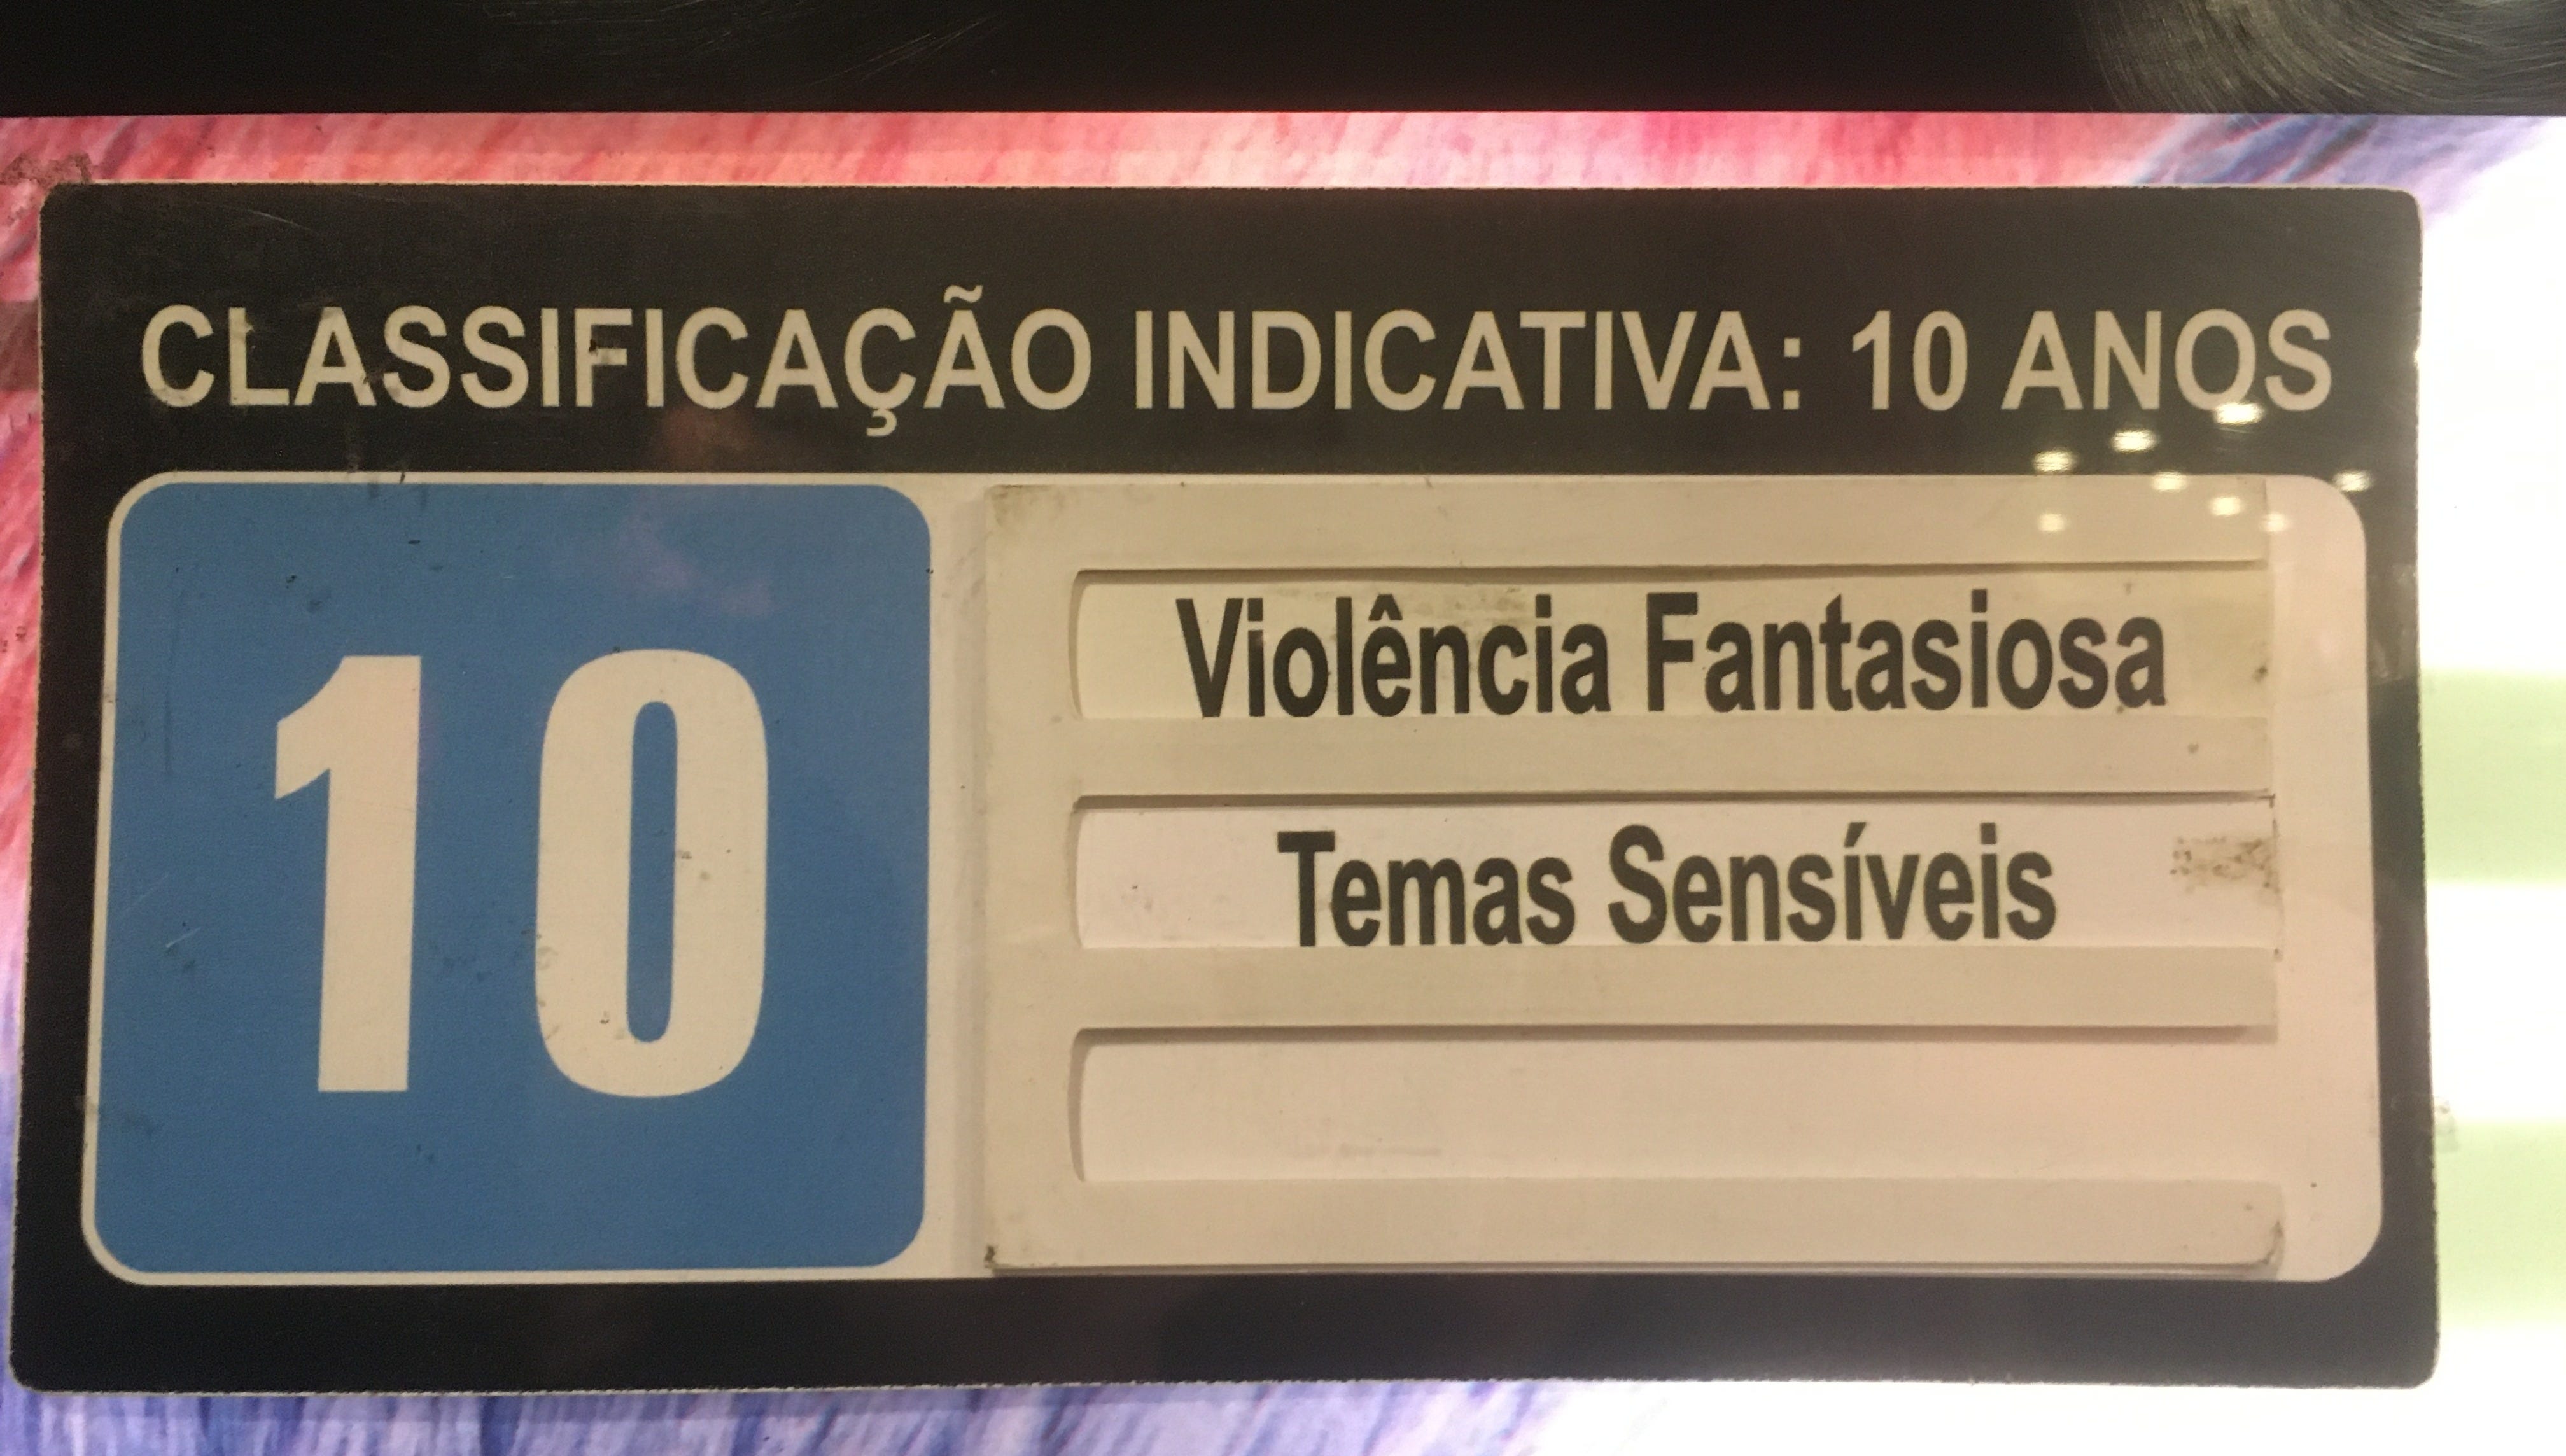 CLASSIFICAÇÃO INDICATIVA: 10 ANOS
10
Violência Fantasiosa
Temas Sensíveis